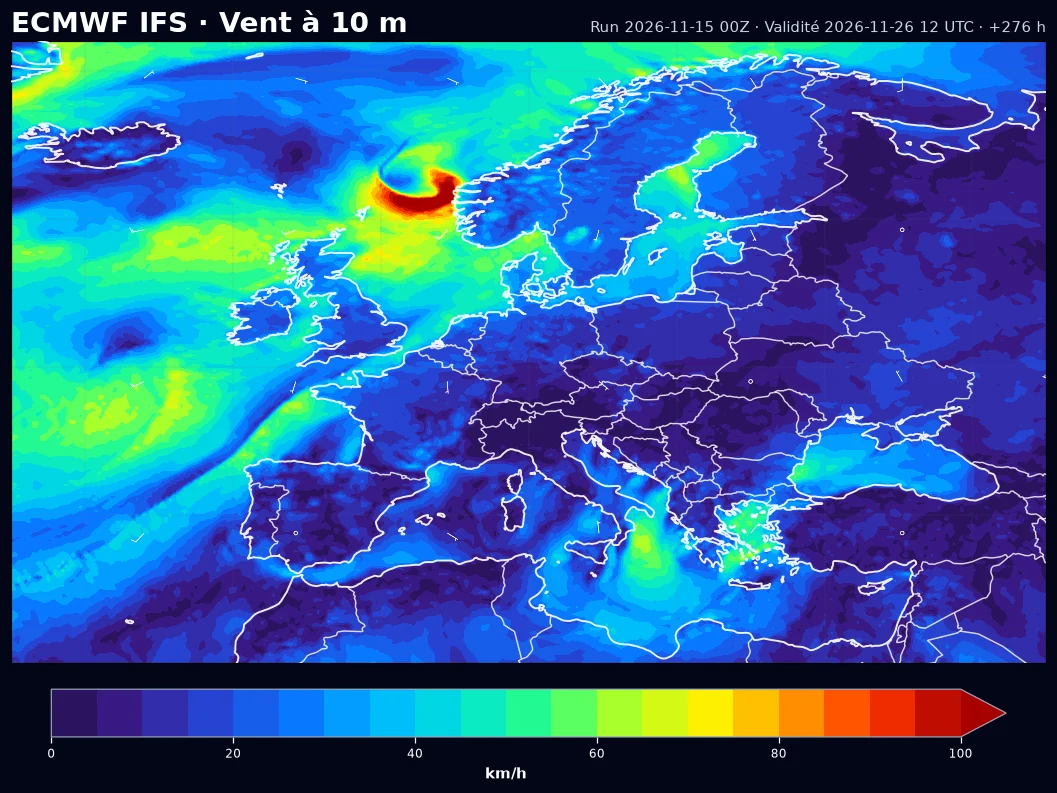 ECMWF IFS · Vent à 10 m
Run 2026-11-15 00Z · Validité 2026-11-26 12 UTC · +276 h
0 20 40 60 80 100
km/h